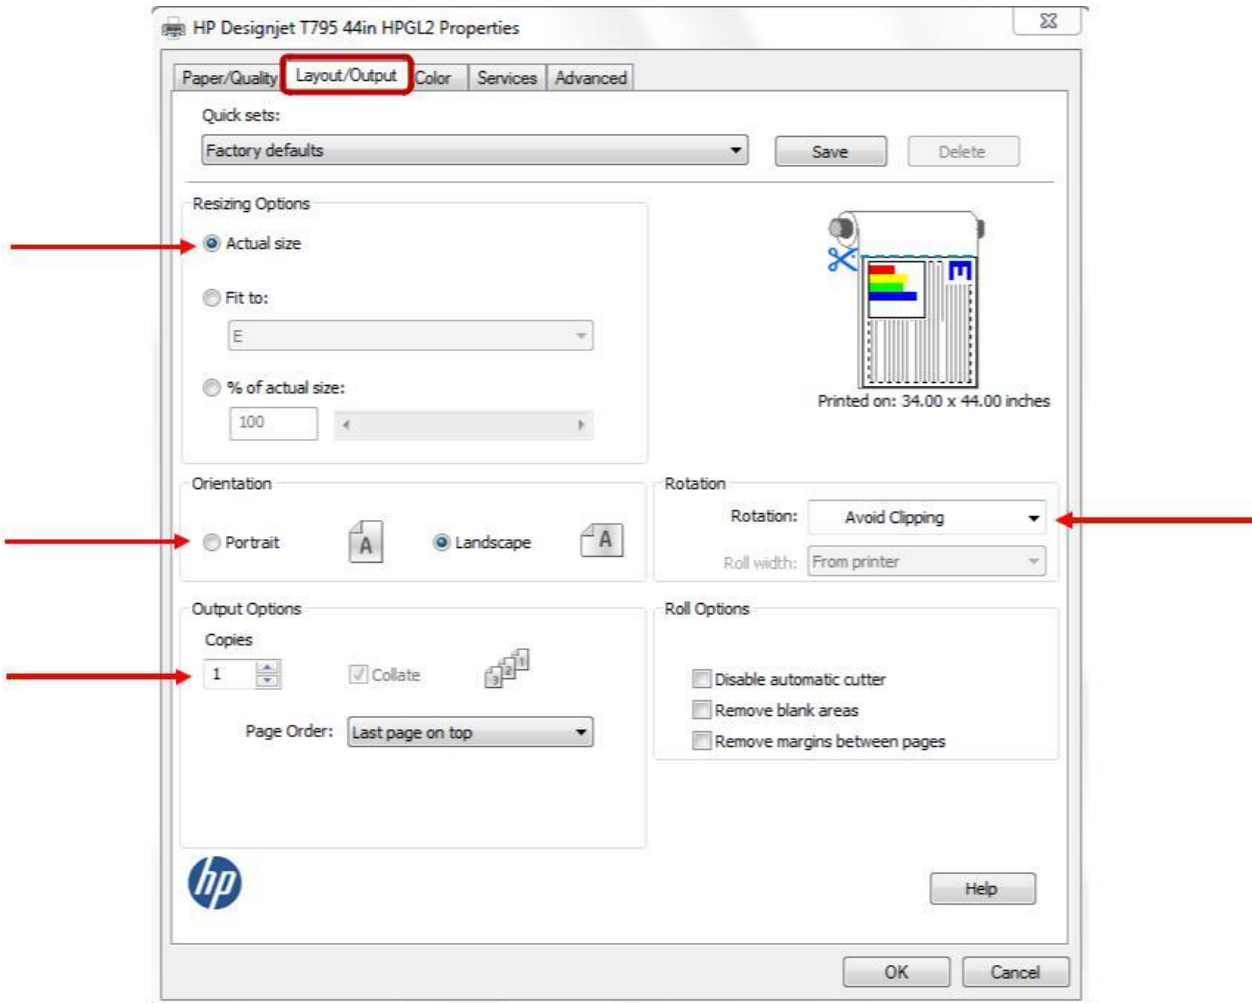 HP Designjet T795 44in HPGL2 Properties
Paper/Quality Layout/Output Color Services Advanced
Quick sets:
Factory defaults Save Delete
Resizing Options
Actual size
Fit to:
E
% of actual size:
100
E
Printed on: 34.00 x 44.00 inches
Orientation
Portrait A Landscape A
Rotation
Rotation: Avoid Clipping
Roll width: From printer
Output Options
Copies
1 Collate 3 2 1
Page Order: Last page on top
Roll Options
Disable automatic cutter
Remove blank areas
Remove margins between pages
hp
Help
OK Cancel